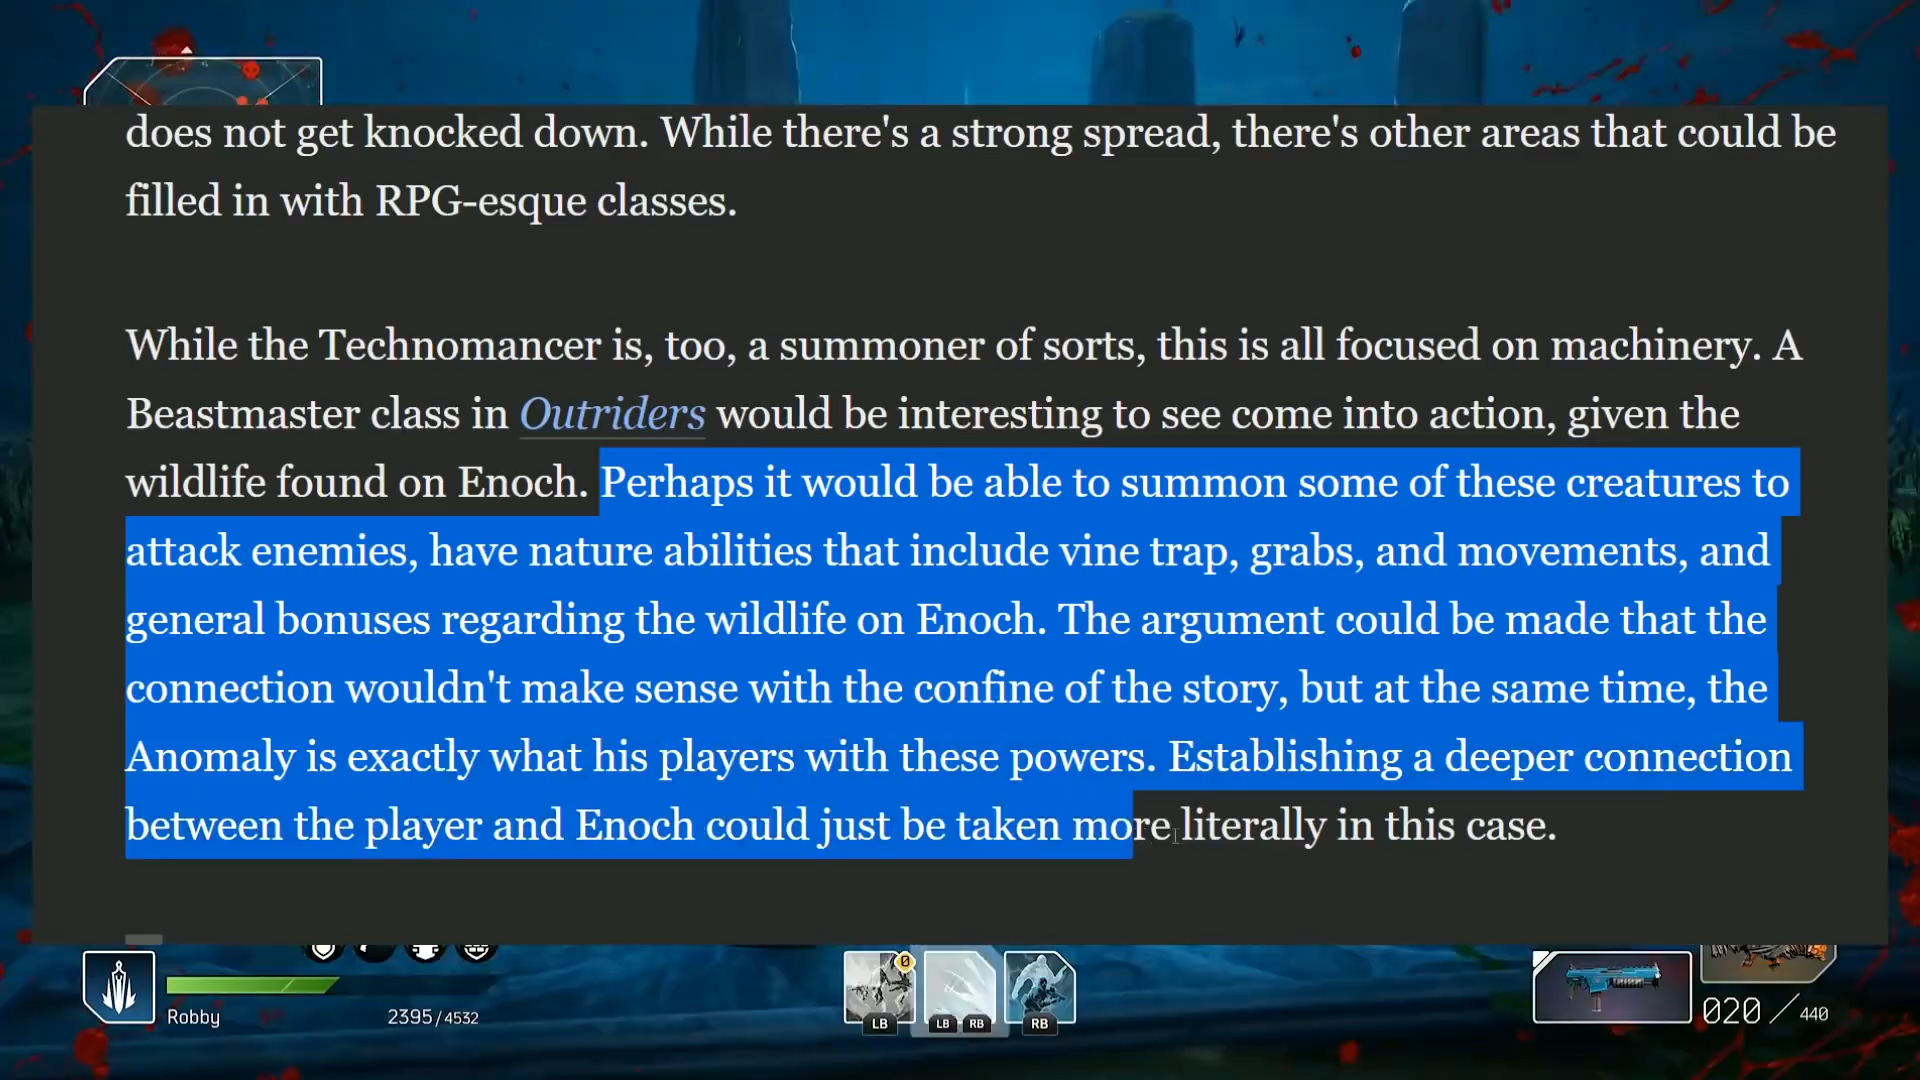 does not get knocked down. While there's a strong spread, there's other areas that could be
filled in with RPG-esque classes.
While the Technomancer is, too, a summoner of sorts, this is all focused on machinery. A
Beastmaster class in Outriders would be interesting to see come into action, given the
wildlife found on Enoch. Perhaps it would be able to summon some of these creatures to
attack enemies, have nature abilities that include vine trap, grabs, and movements, and
general bonuses regarding the wildlife on Enoch. The argument could be made that the
connection wouldn't make sense with the confine of the story, but at the same time, the
Anomaly is exactly what his players with these powers. Establishing a deeper connection
between the player and Enoch could just be taken more literally in this case.
0
Robby 2395/4532
LB LB RB RB
020 / 440